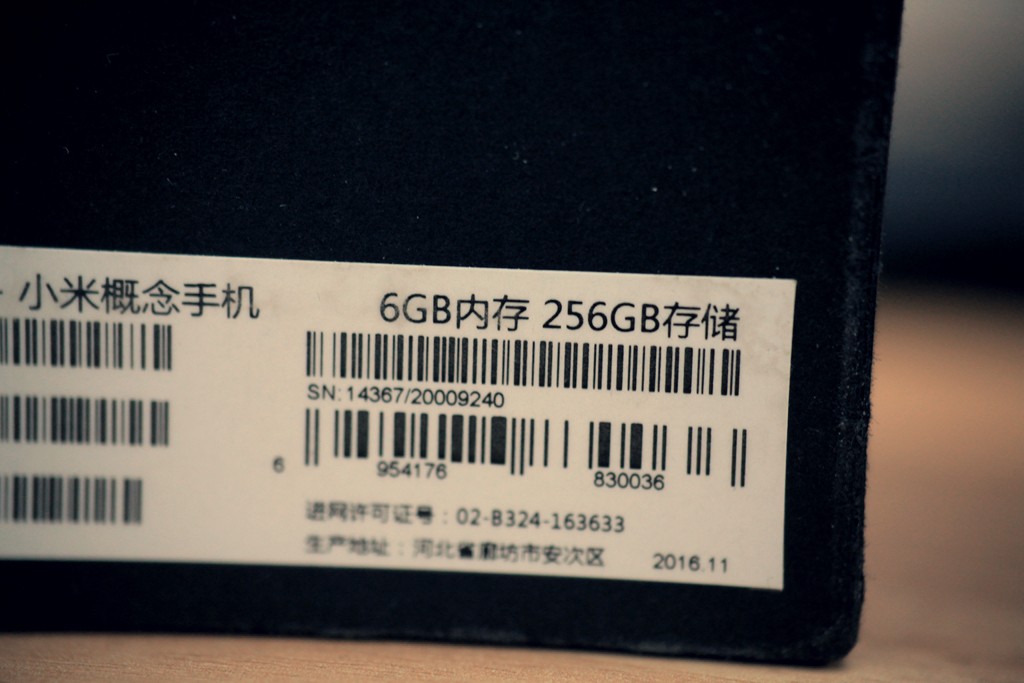 小米概念手机
6GB内存 256GB存储
SN:14367/20009240
6 954176 830036
进网许可证号：02-B324-163633
生产地址：河北省廊坊市安次区 2016.11